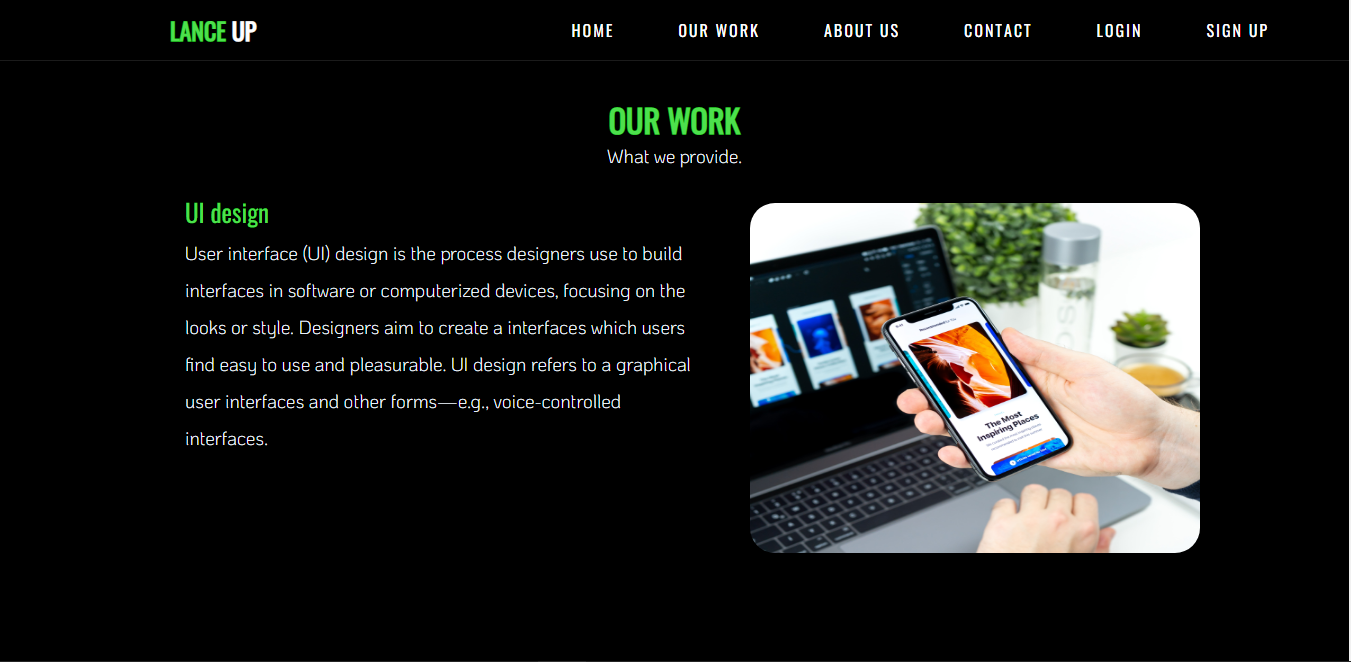 LANCE UP
HOME OUR WORK ABOUT US CONTACT LOGIN SIGN UP
OUR WORK
What we provide.
UI design
User interface (UI) design is the process designers use to build
interfaces in software or computerized devices, focusing on the
looks or style. Designers aim to create a interfaces which users
find easy to use and pleasurable. UI design refers to a graphical
user interfaces and other forms—e.g., voice-controlled
interfaces.
The Most
Inspiring Places